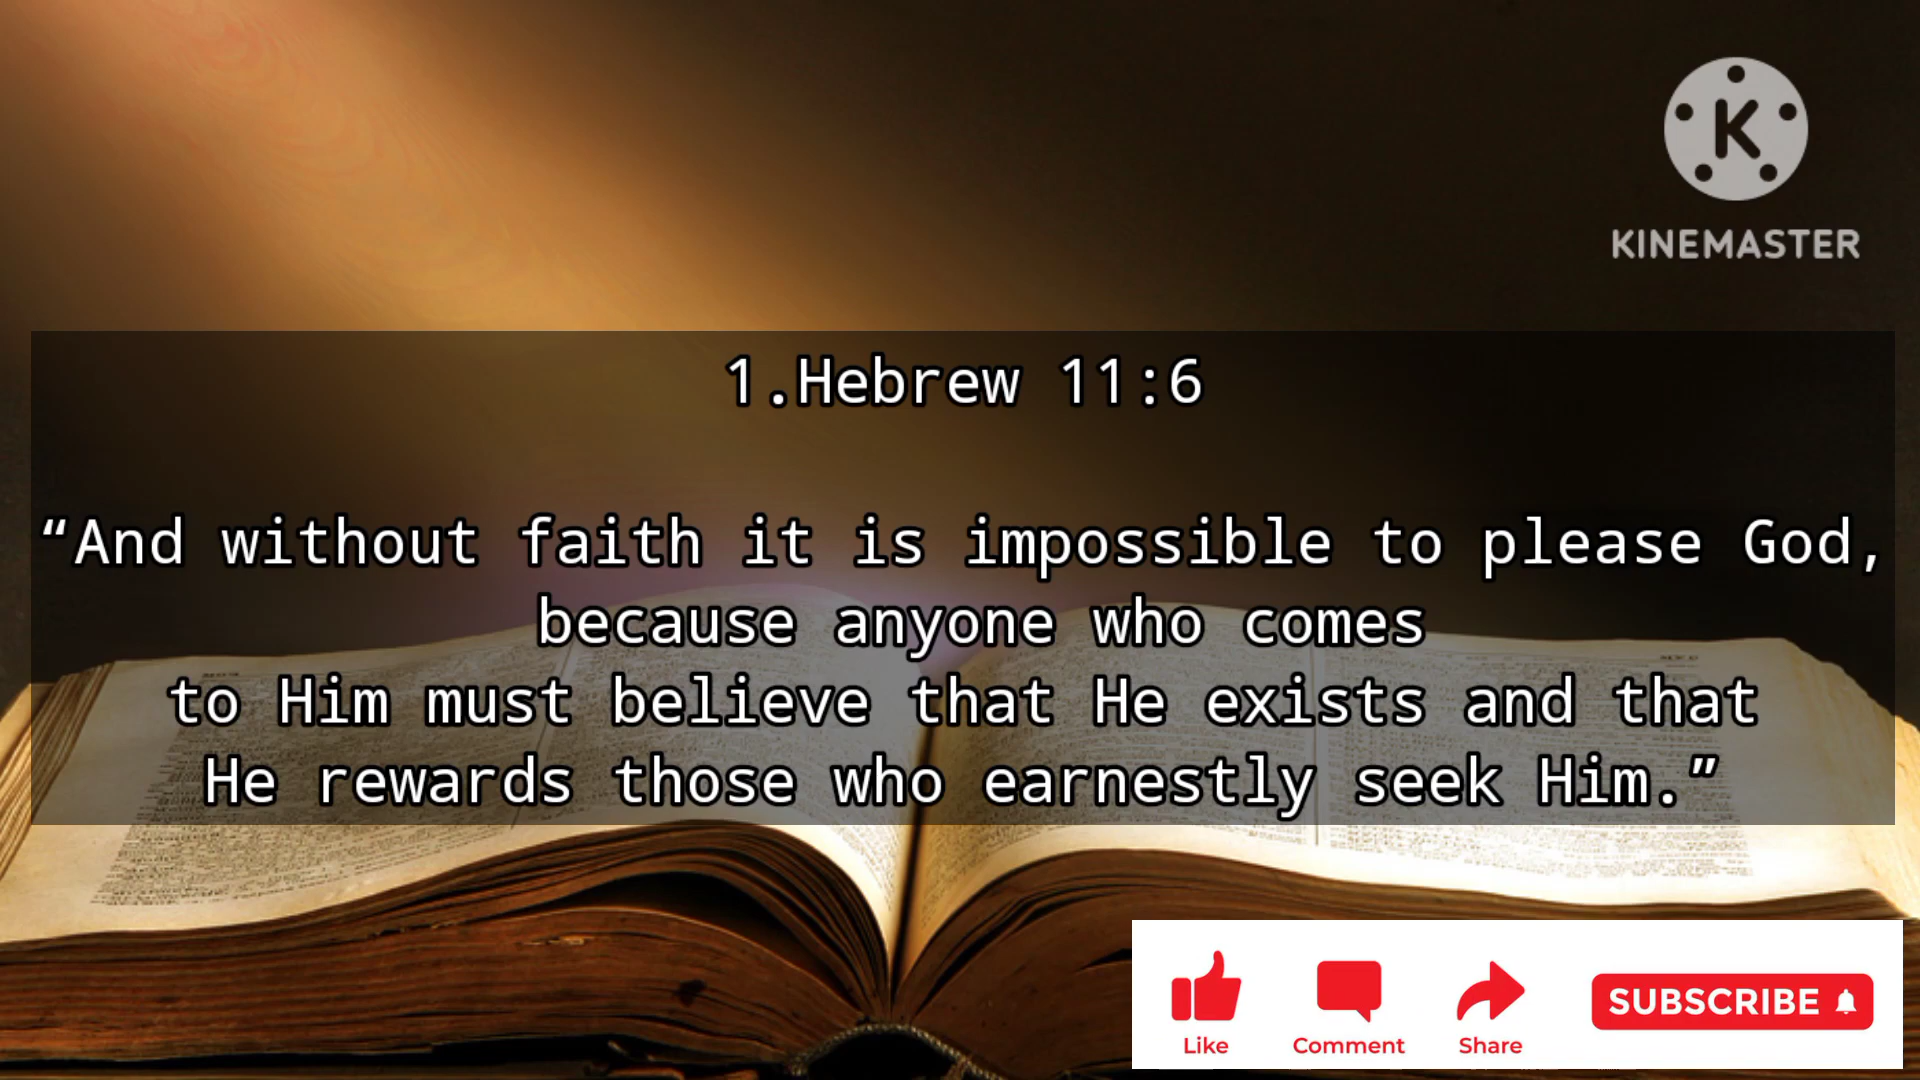 KINEMASTER
1.Hebrew 11:6
“And without faith it is impossible to please God,
because anyone who comes
to Him must believe that He exists and that
He rewards those who earnestly seek Him.”
Like
Comment
Share
SUBSCRIBE